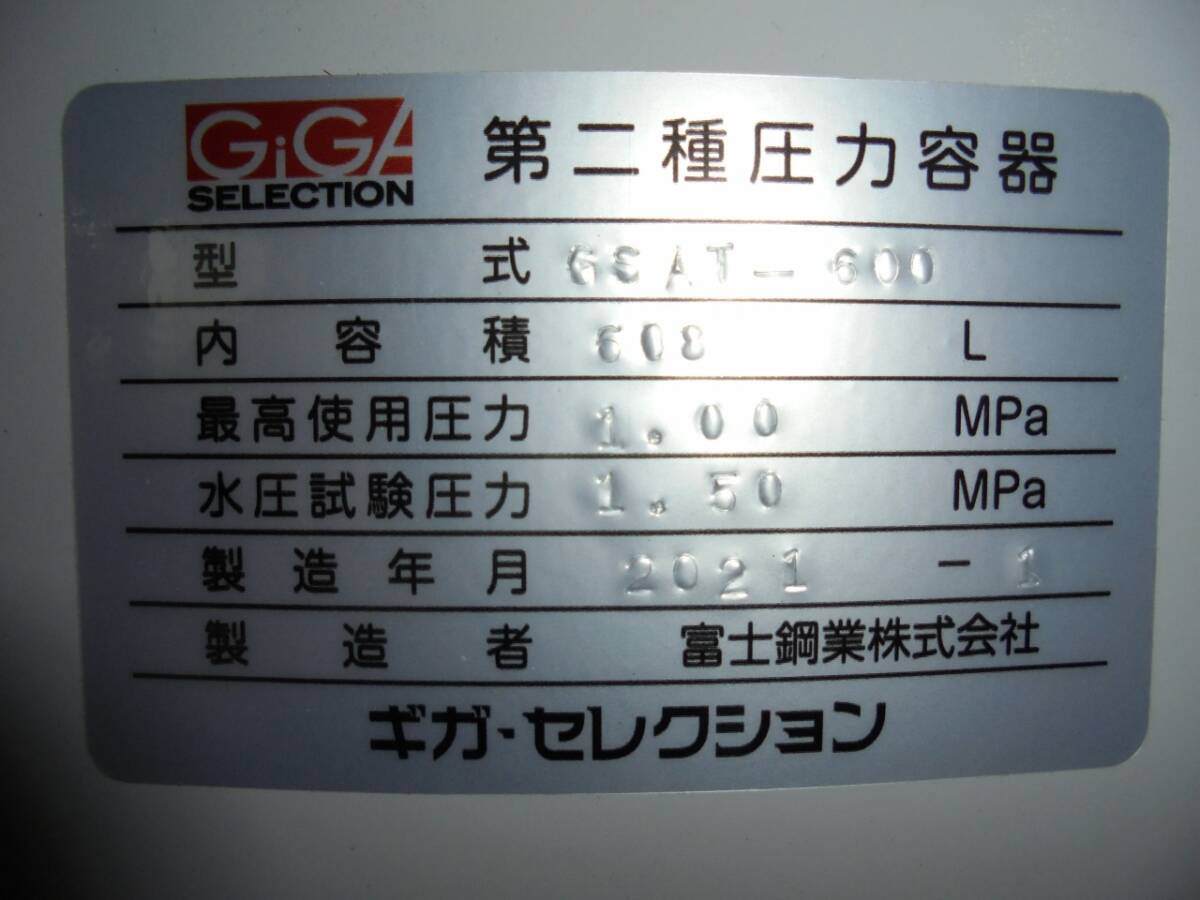 GiGA SELECTION 第二種圧力容器
型式 GSAT-600
内容積 608 L
最高使用圧力 1.00 MPa
水圧試験圧力 1.50 MPa
製造年月 2021 - 1
製造者 富士鋼業株式会社
ギガ・セレクション